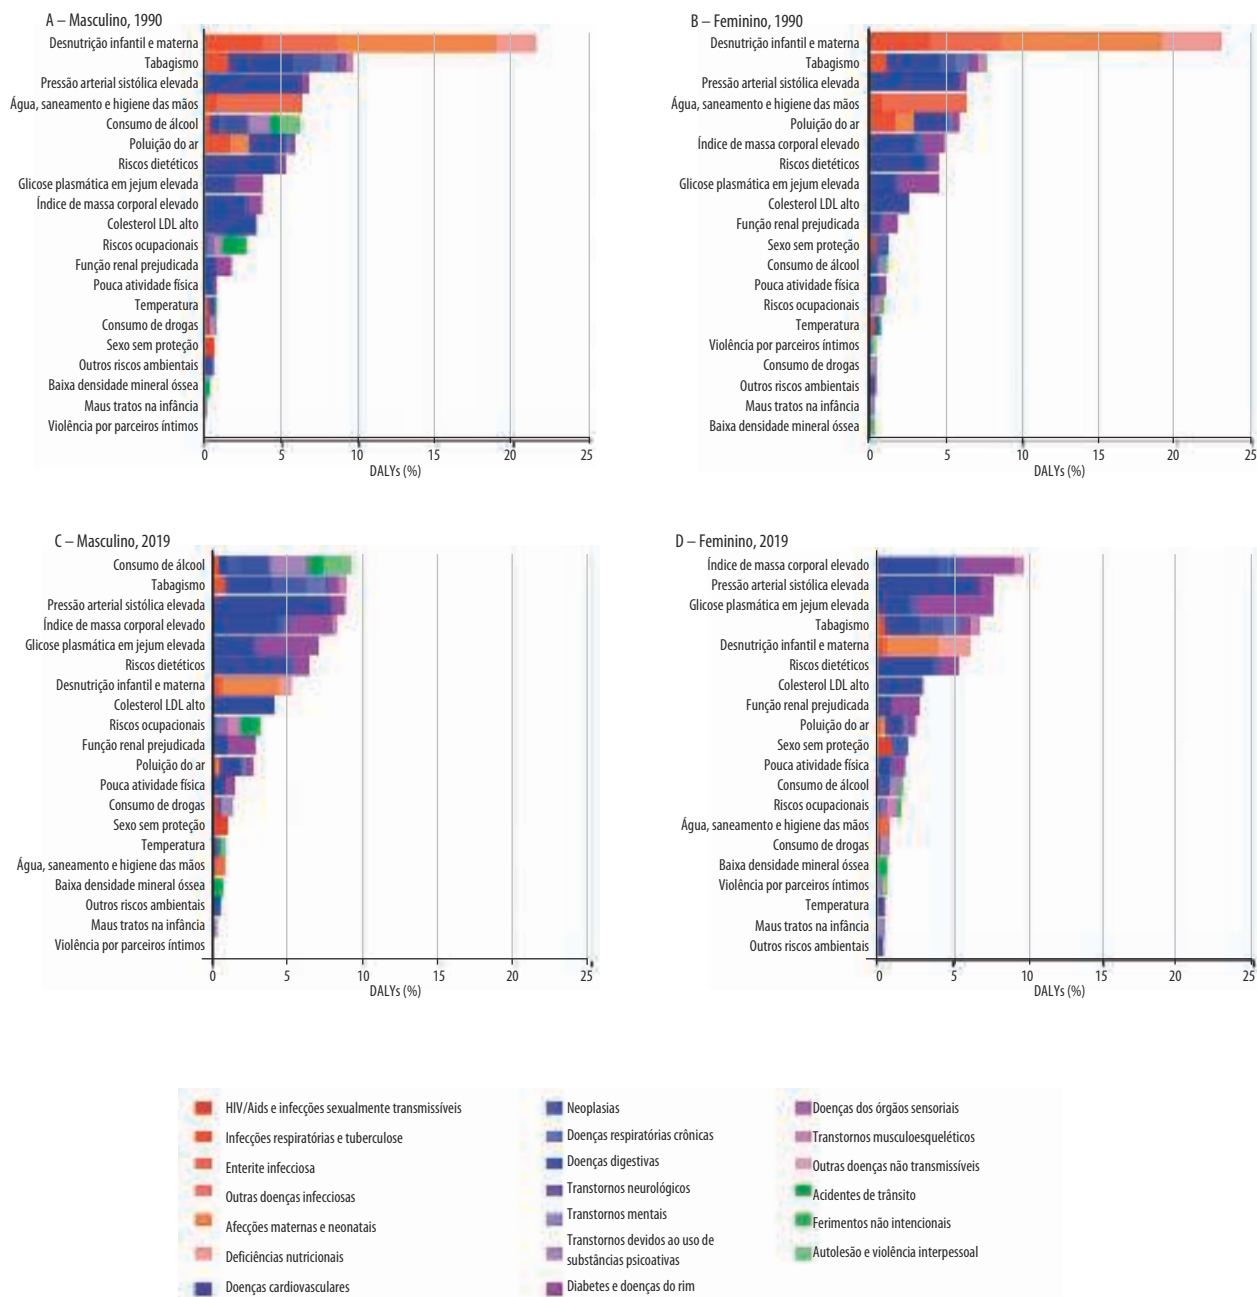 A – Masculino, 1990
Desnutrição infantil e materna
Tabagismo
Pressão arterial sistólica elevada
Água, saneamento e higiene das mãos
Consumo de álcool
Poluição do ar
Riscos dietéticos
Glicose plasmática em jejum elevada
Índice de massa corporal elevado
Colesterol LDL alto
Riscos ocupacionais
Função renal prejudicada
Pouca atividade física
Temperatura
Consumo de drogas
Sexo sem proteção
Outros riscos ambientais
Baixa densidade mineral óssea
Maus tratos na infância
Violência por parceiros íntimos
0 5 10 15 20 25
DALYs (%)
B – Feminino, 1990
Desnutrição infantil e materna
Tabagismo
Pressão arterial sistólica elevada
Água, saneamento e higiene das mãos
Poluição do ar
Índice de massa corporal elevado
Riscos dietéticos
Glicose plasmática em jejum elevada
Colesterol LDL alto
Função renal prejudicada
Sexo sem proteção
Consumo de álcool
Pouca atividade física
Riscos ocupacionais
Temperatura
Violência por parceiros íntimos
Consumo de drogas
Outros riscos ambientais
Maus tratos na infância
Baixa densidade mineral óssea
0 5 10 15 20 25
DALYs (%)
C – Masculino, 2019
Consumo de álcool
Tabagismo
Pressão arterial sistólica elevada
Índice de massa corporal elevado
Glicose plasmática em jejum elevada
Riscos dietéticos
Desnutrição infantil e materna
Colesterol LDL alto
Riscos ocupacionais
Função renal prejudicada
Poluição do ar
Pouca atividade física
Consumo de drogas
Sexo sem proteção
Temperatura
Água, saneamento e higiene das mãos
Baixa densidade mineral óssea
Outros riscos ambientais
Maus tratos na infância
Violência por parceiros íntimos
0 5 10 15 20 25
DALYs (%)
D – Feminino, 2019
Índice de massa corporal elevado
Pressão arterial sistólica elevada
Glicose plasmática em jejum elevada
Tabagismo
Desnutrição infantil e materna
Riscos dietéticos
Colesterol LDL alto
Função renal prejudicada
Poluição do ar
Sexo sem proteção
Pouca atividade física
Consumo de álcool
Riscos ocupacionais
Água, saneamento e higiene das mãos
Consumo de drogas
Baixa densidade mineral óssea
Violência por parceiros íntimos
Temperatura
Maus tratos na infância
Outros riscos ambientais
0 5 10 15 20 25
DALYs (%)
HIV/Aids e infecções sexualmente transmissíveis
Infecções respiratórias e tuberculose
Enterite infecciosa
Outras doenças infecciosas
Afecções maternas e neonatais
Deficiências nutricionais
Doenças cardiovasculares
Neoplasias
Doenças respiratórias crônicas
Doenças digestivas
Transtornos neurológicos
Transtornos mentais
Transtornos devidos ao uso de
substâncias psicoativas
Diabetes e doenças do rim
Doenças dos órgãos sensoriais
Transtornos musculoesqueléticos
Outras doenças não transmissíveis
Acidentes de trânsito
Ferimentos não intencionais
Autolesão e violência interpessoal